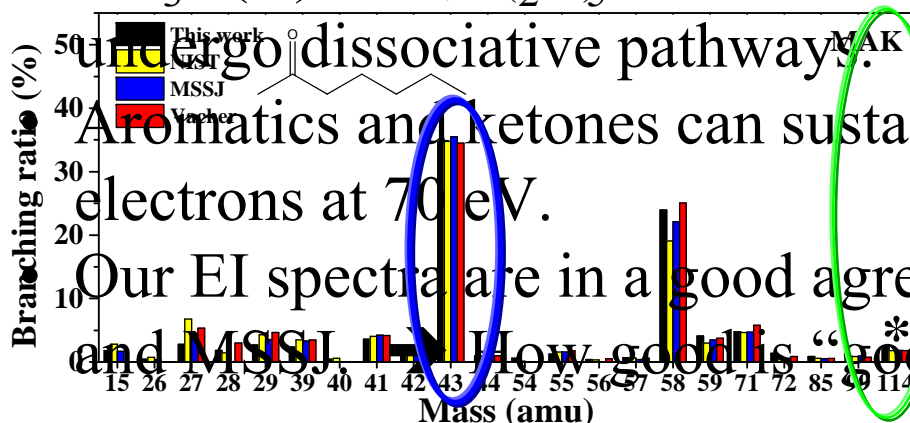 undergo dissociative pathways.
Aromatics and ketones can susta
electrons at 70 eV.
Our EI spectra are in a good agre
and MSSJ. How good is “goo
This work
NIST
MSSJ
Vacher
O
MAK
Branching ratio (%)
50
40
30
20
10
0
*
15 26 27 28 29 39 40 41 42 43 44 54 55 56 57 58 59 71 72 85 99 114
Mass (amu)